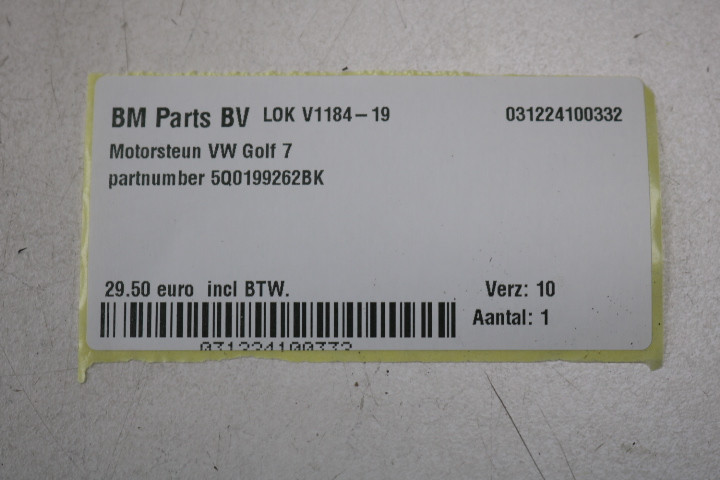 BM Parts BV LOK V1184-19 031224100332
Motorsteun VW Golf 7
partnumber 5Q0199262BK
29.50 euro incl BTW. Verz: 10
Aantal: 1
031224100332